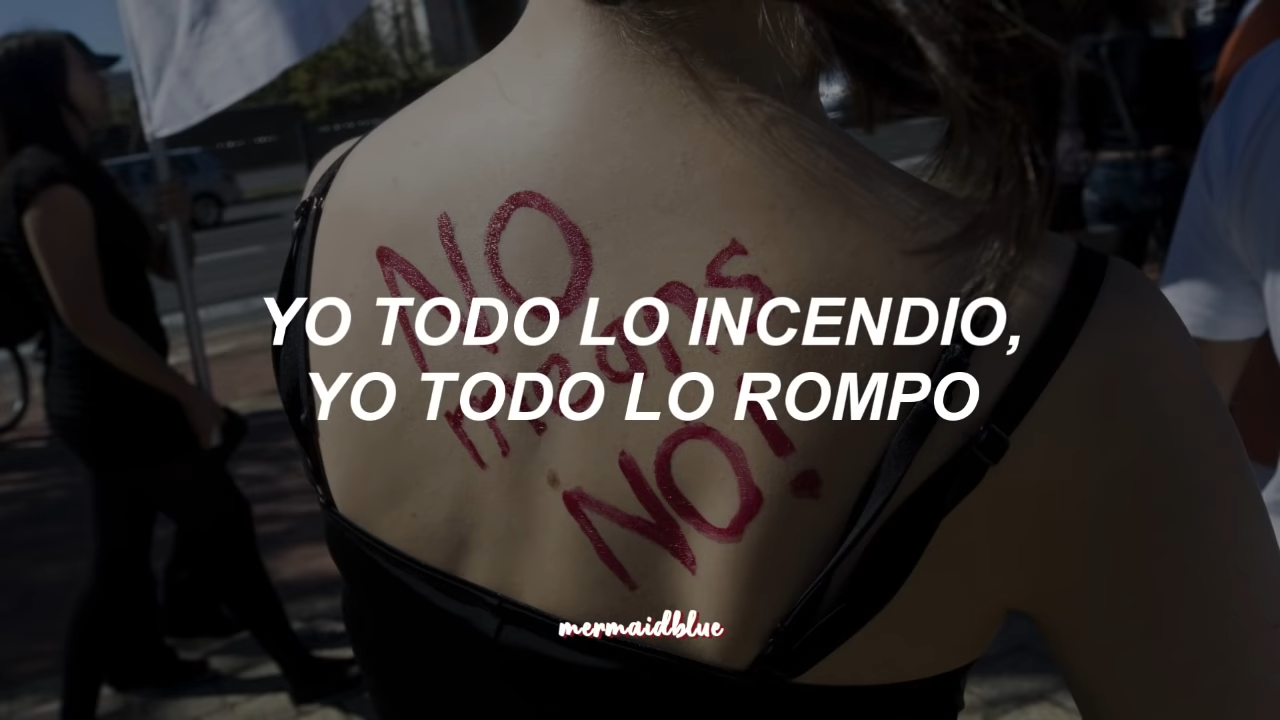 NO
means
NO!
YO TODO LO INCENDIO,
YO TODO LO ROMPO
mermaidblue